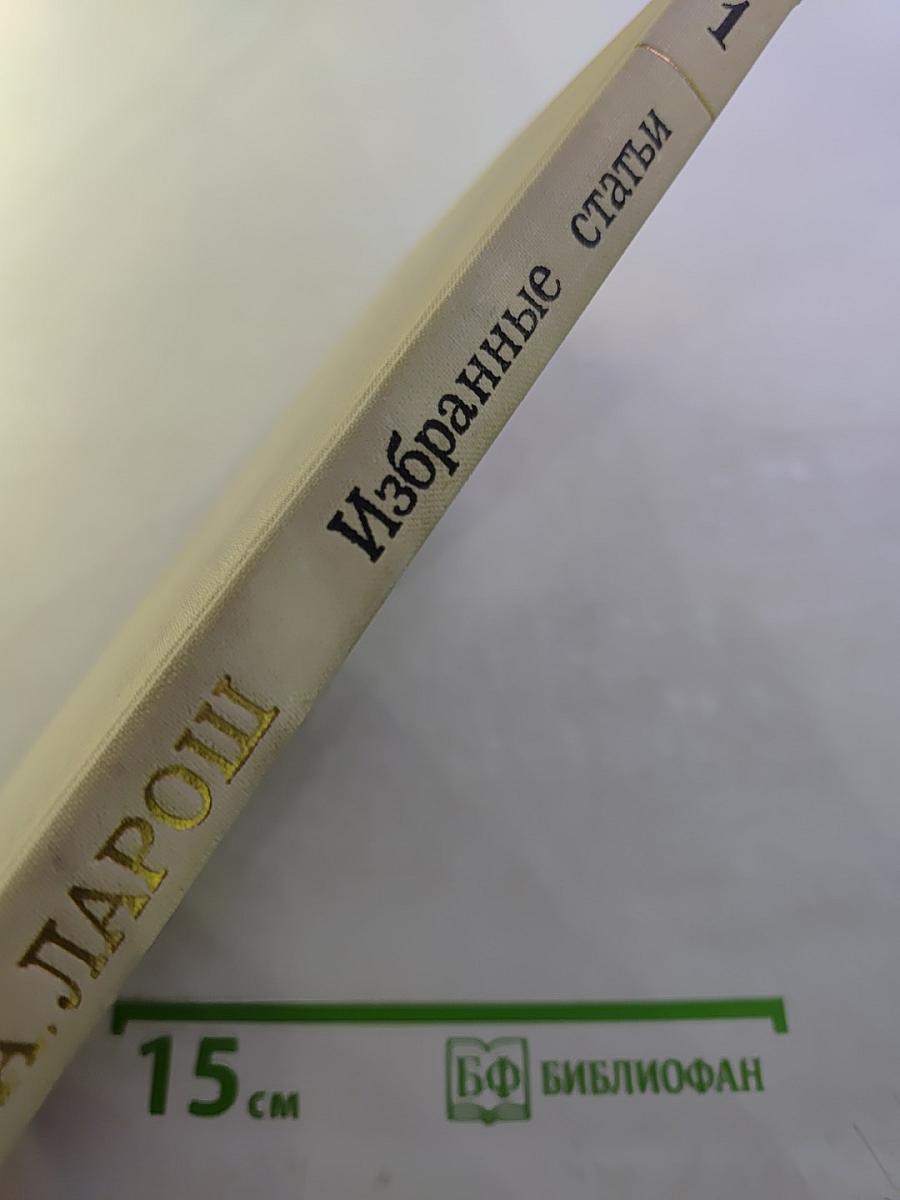 А. ЛАРОШ
Избранные статьи
1
15 см
БФ БИБЛИОФАН